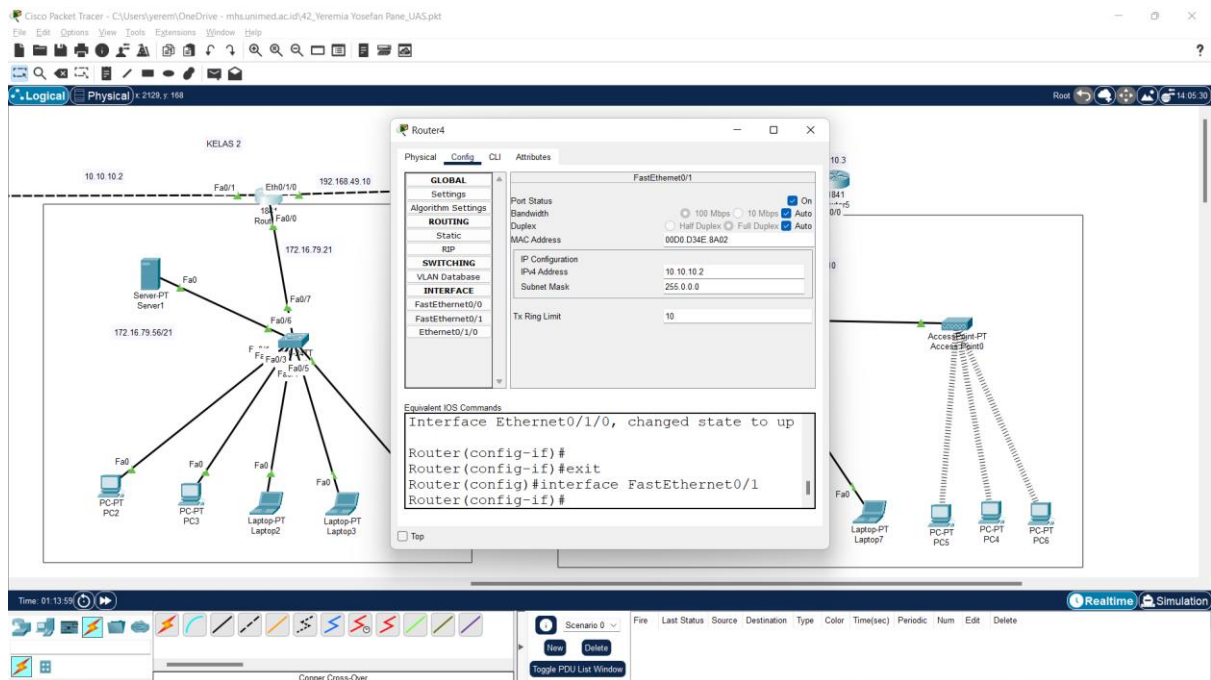 Cisco Packet Tracer - C:\Users\yerem\OneDrive - mhs.unimed.ac.id\42_Yeremia Yosefan Pane_UAS.pkt
File Edit Options View Tools Extensions Window Help
?
Logical Physical x: 2129, y: 168
Root 14:05:30
KELAS 2
10.10.10.2
Fa0/1
Eth0/1/0
192.168.49.10
Fa0/0
172.16.79.21
Fa0
Server-PT
Server1
172.16.79.56/21
Fa0/7
Fa0/6
Fa0/3
Fa0/5
Fa0
Fa0
Fa0
Fa0
PC-PT
PC2
PC-PT
PC3
Laptop-PT
Laptop2
Laptop-PT
Laptop3
Router4
Physical Config CLI Attributes
GLOBAL
Settings
Algorithm Settings
ROUTING
Static
RIP
SWITCHING
VLAN Database
INTERFACE
FastEthernet0/0
FastEthernet0/1
Ethernet0/1/0
FastEthernet0/1
Port Status On
Bandwidth 100 Mbps 10 Mbps Auto
Duplex Half Duplex Full Duplex Auto
MAC Address 00D0.D34E.8A02
IP Configuration
IPv4 Address 10.10.10.2
Subnet Mask 255.0.0.0
Tx Ring Limit 10
Equivalent IOS Commands
Interface Ethernet0/1/0, changed state to up
Router(config-if)#
Router(config-if)#exit
Router(config)#interface FastEthernet0/1
Router(config-if)#
Top
10.3
1841
0/0
AccessPoint-PT
Access Point0
Fa0
Laptop-PT
Laptop7
PC-PT
PC5
PC-PT
PC4
PC-PT
PC6
Time: 01:13:59
Realtime Simulation
Scenario 0
New Delete
Toggle PDU List Window
Fire Last Status Source Destination Type Color Time(sec) Periodic Num Edit Delete
Copper Cross-Over